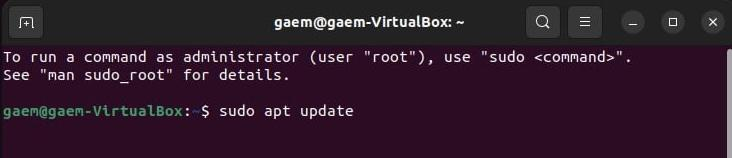 gaem@gaem-VirtualBox: ~
To run a command as administrator (user "root"), use "sudo <command>".
See "man sudo_root" for details.
gaem@gaem-VirtualBox:~$ sudo apt update